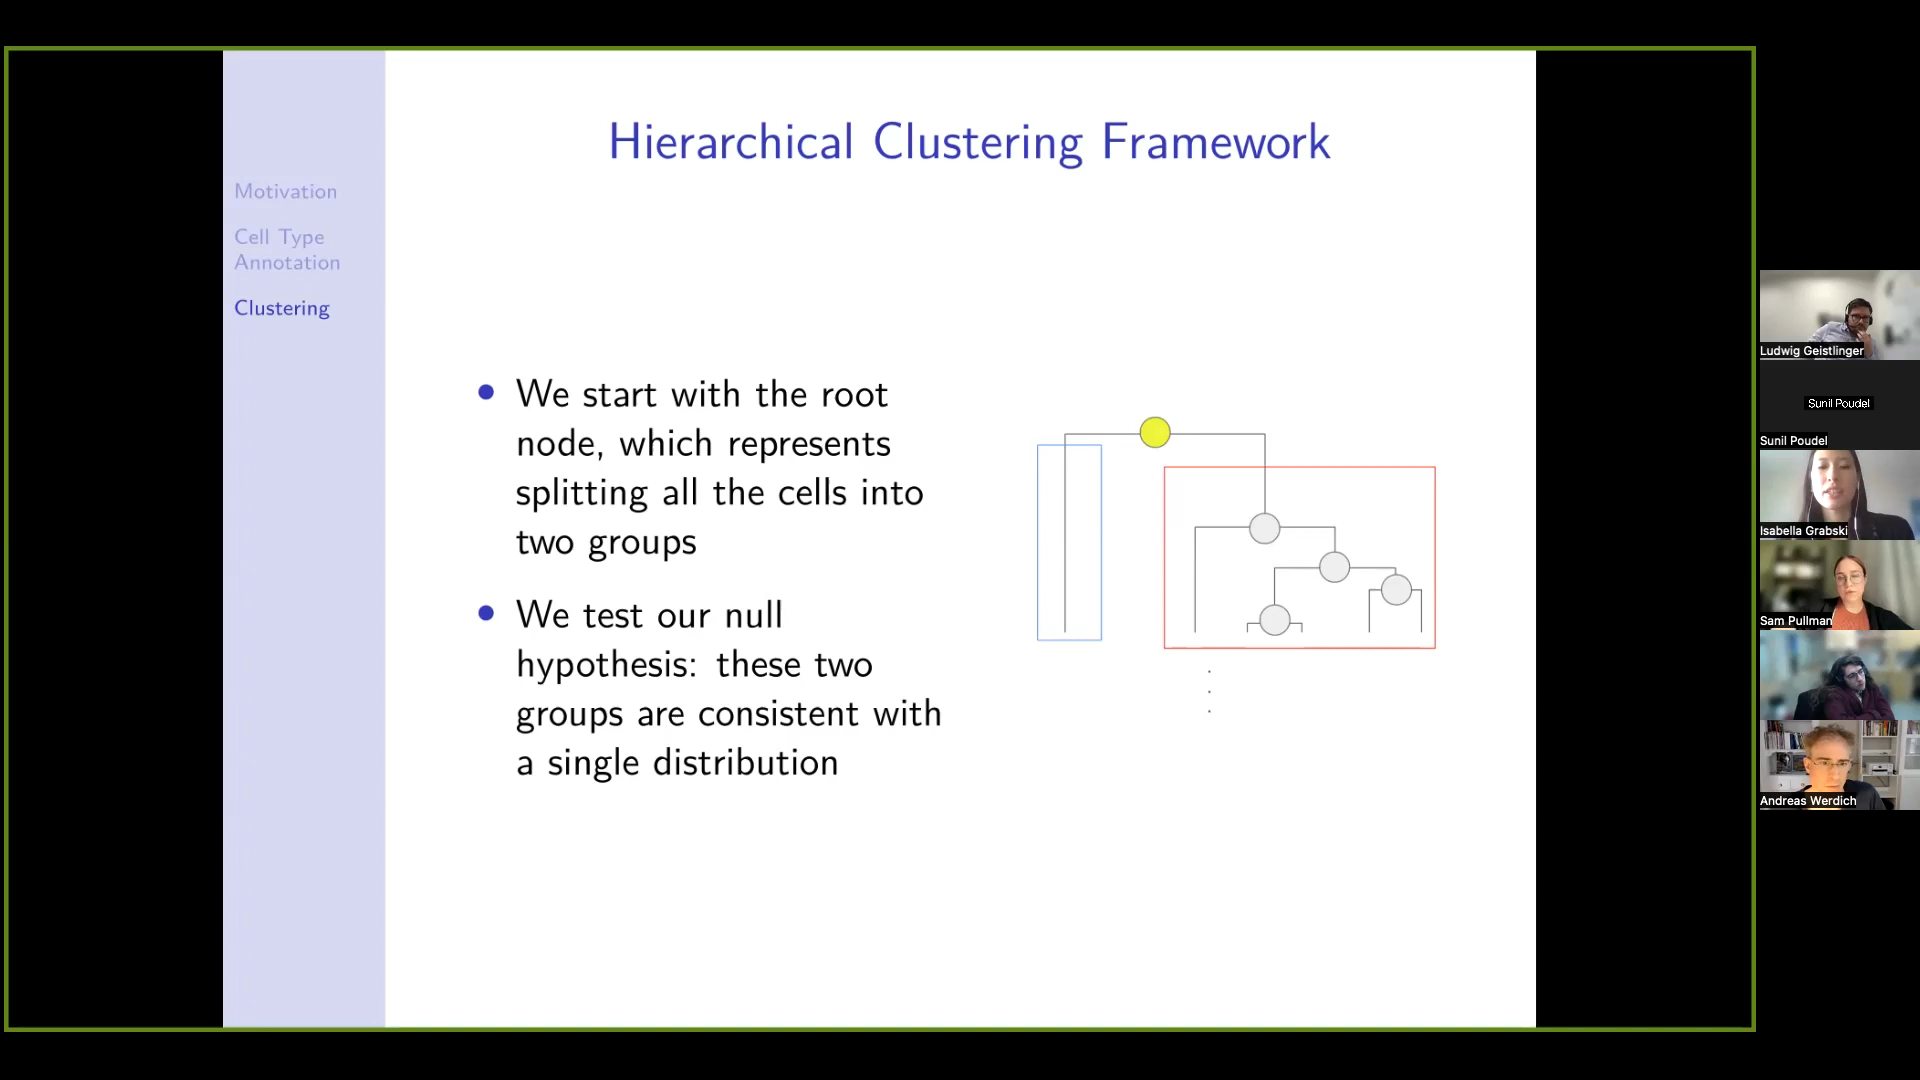 Hierarchical Clustering Framework
Motivation
Cell Type
Annotation
Clustering
• We start with the root
node, which represents
splitting all the cells into
two groups
• We test our null
hypothesis: these two
groups are consistent with
a single distribution
Ludwig Geistlinger
Sunil Poudel
Sunil Poudel
Isabella Grabski
Sam Pullman
Andreas Werdich